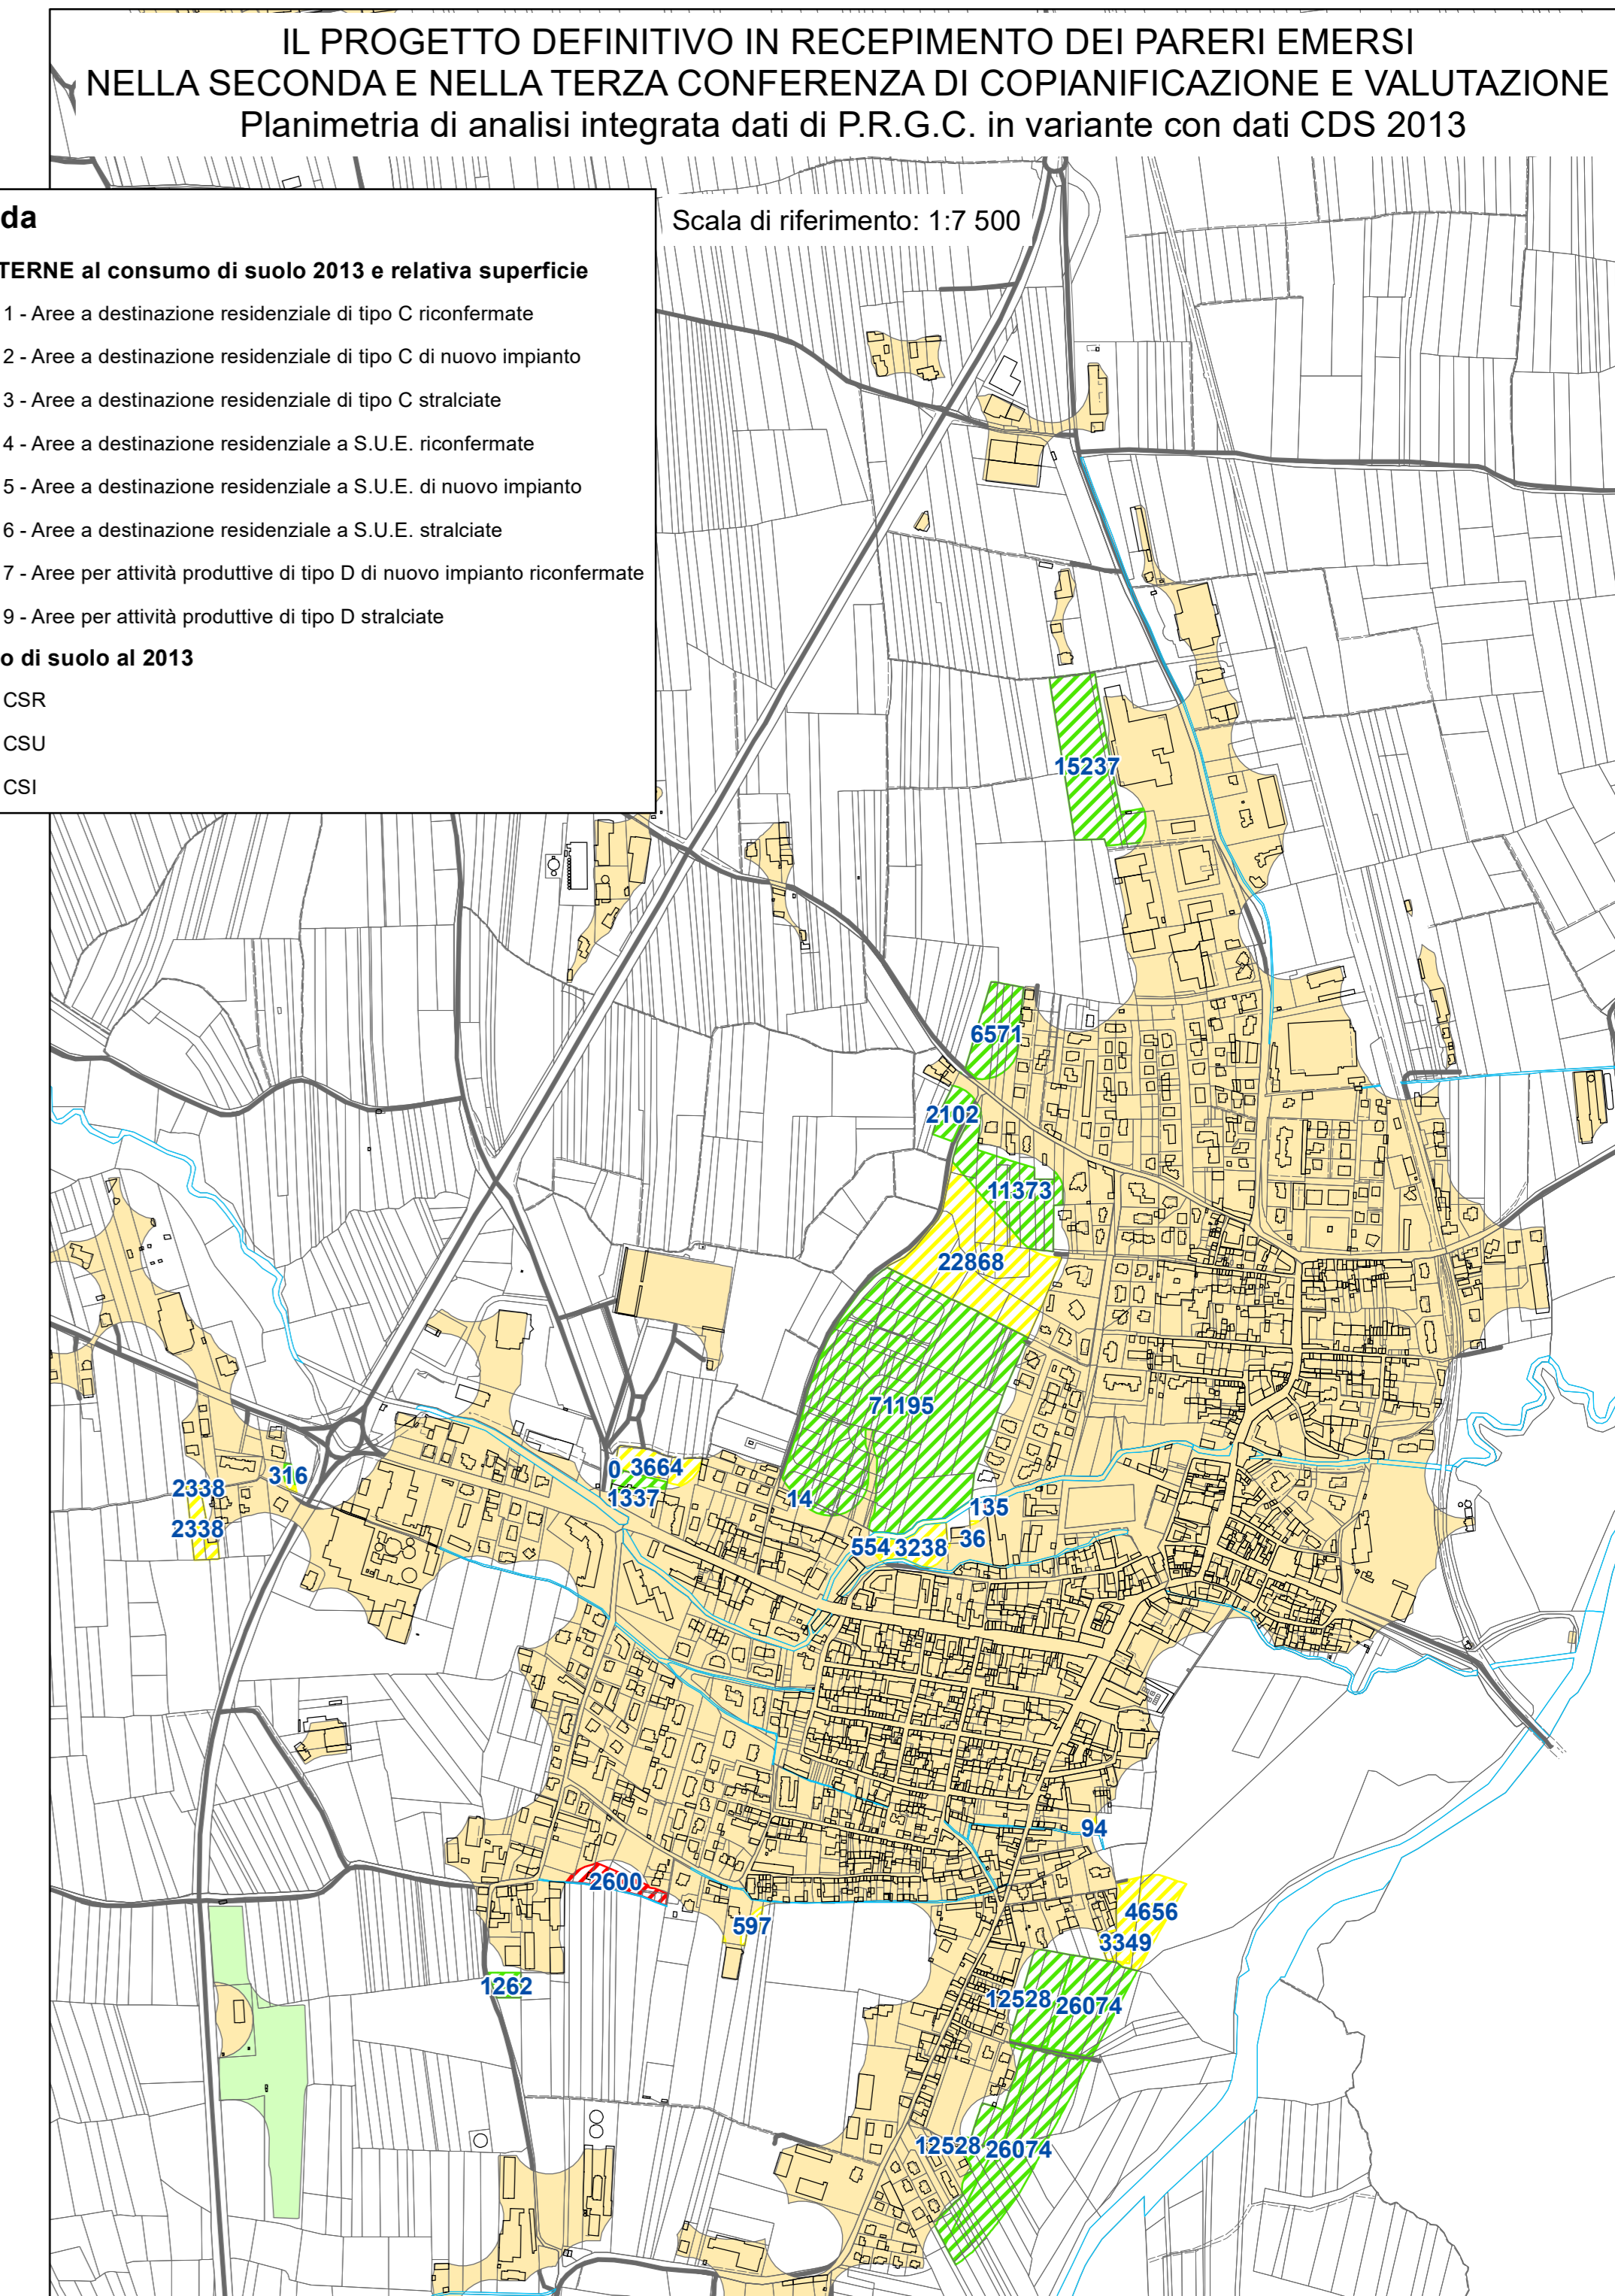 IL PROGETTO DEFINITIVO IN RECEPIMENTO DEI PARERI EMERSI
NELLA SECONDA E NELLA TERZA CONFERENZA DI COPIANIFICAZIONE E VALUTAZIONE
Planimetria di analisi integrata dati di P.R.G.C. in variante con dati CDS 2013
Scala di riferimento: 1:7 500
da
TERNE al consumo di suolo 2013 e relativa superficie
1 - Aree a destinazione residenziale di tipo C riconfermate
2 - Aree a destinazione residenziale di tipo C di nuovo impianto
3 - Aree a destinazione residenziale di tipo C stralciate
4 - Aree a destinazione residenziale a S.U.E. riconfermate
5 - Aree a destinazione residenziale a S.U.E. di nuovo impianto
6 - Aree a destinazione residenziale a S.U.E. stralciate
7 - Aree per attività produttive di tipo D di nuovo impianto riconfermate
9 - Aree per attività produttive di tipo D stralciate
o di suolo al 2013
CSR
CSU
CSI
15237
6571
2102
11373
22868
71195
0 3664
316
2338
1337
14
135
2338
36
554 3238
94
2600
4656
597
3349
1262
12528 26074
12528 26074